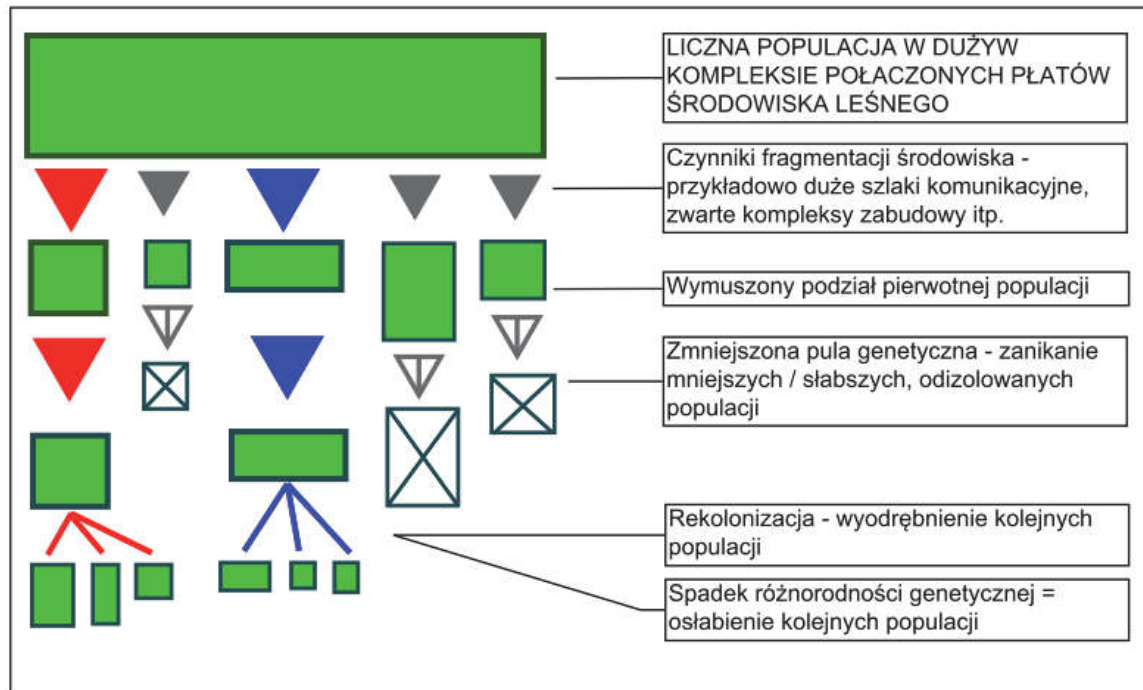 LICZNA POPULACJA W DUŻYW
KOMPLEKSIE POŁACZONYCH PŁATÓW
ŚRODOWISKA LEŚNEGO
Czynniki fragmentacji środowiska -
przykładowo duże szlaki komunikacyjne,
zwarte kompleksy zabudowy itp.
Wymuszony podział pierwotnej populacji
Zmniejszona pula genetyczna - zanikanie
mniejszych / słabszych, odizolowanych
populacji
Rekolonizacja - wyodrębnienie kolejnych
populacji
Spadek różnorodności genetycznej =
osłabienie kolejnych populacji